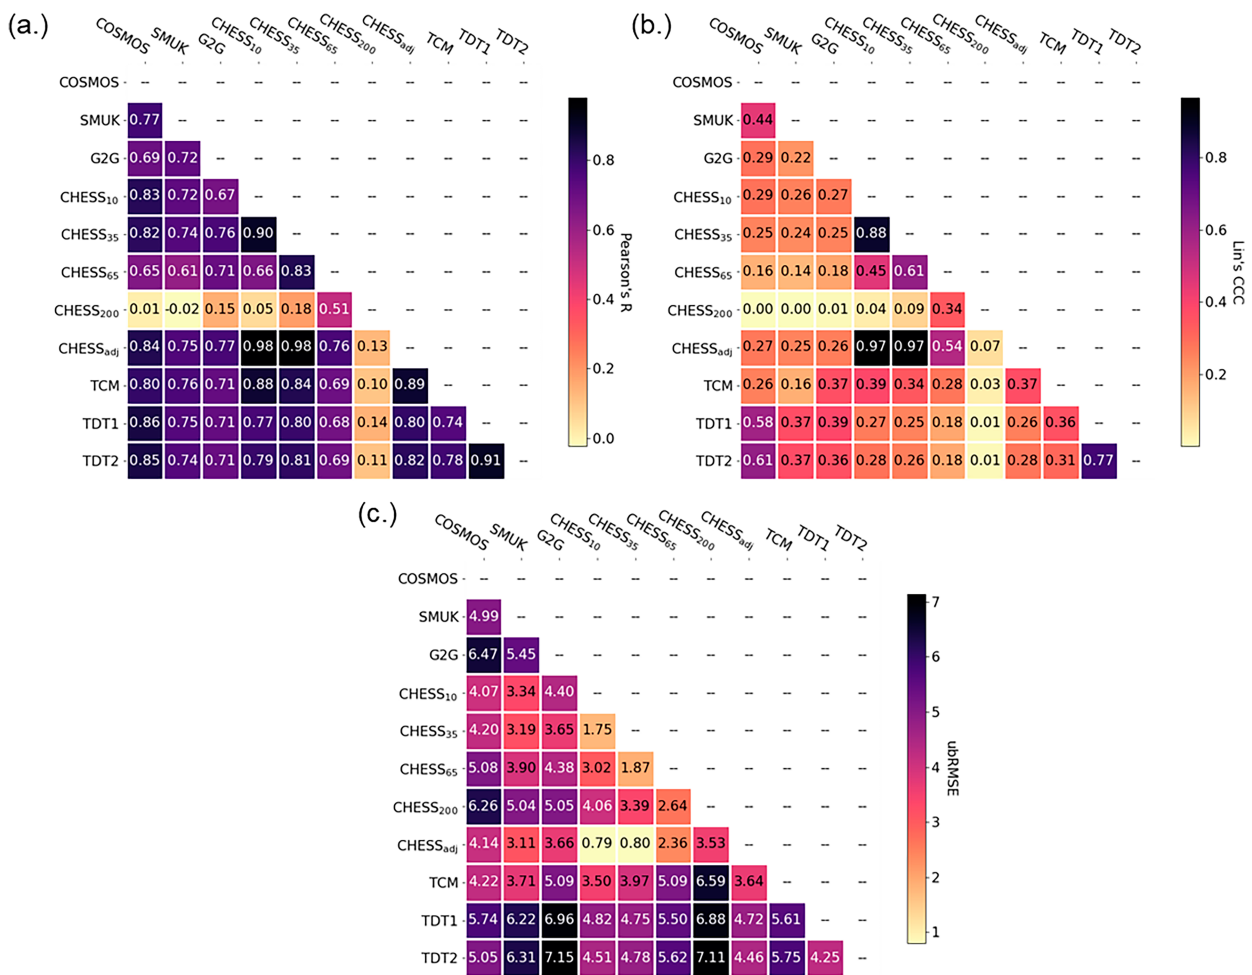 (a.)
COSMOS SMUK G2G CHESS₁₀ CHESS₃₅ CHESS₆₅ CHESS₂₀₀ CHESSadj TCM TDT1 TDT2
COSMOS -- -- -- -- -- -- -- -- -- -- --
SMUK 0.77 -- -- -- -- -- -- -- -- -- --
G2G 0.69 0.72 -- -- -- -- -- -- -- -- --
CHESS₁₀ 0.83 0.72 0.67 -- -- -- -- -- -- -- --
CHESS₃₅ 0.82 0.74 0.76 0.90 -- -- -- -- -- -- --
CHESS₆₅ 0.65 0.61 0.71 0.66 0.83 -- -- -- -- -- --
CHESS₂₀₀ 0.01 -0.02 0.15 0.05 0.18 0.51 -- -- -- -- --
CHESSadj 0.84 0.75 0.77 0.98 0.98 0.76 0.13 -- -- -- --
TCM 0.80 0.76 0.71 0.88 0.84 0.69 0.10 0.89 -- -- --
TDT1 0.86 0.75 0.71 0.77 0.80 0.68 0.14 0.80 0.74 -- --
TDT2 0.85 0.74 0.71 0.79 0.81 0.69 0.11 0.82 0.78 0.91 --
0.8
0.6
0.4
0.2
0.0
Pearson's R
(b.)
COSMOS SMUK G2G CHESS₁₀ CHESS₃₅ CHESS₆₅ CHESS₂₀₀ CHESSadj TCM TDT1 TDT2
COSMOS -- -- -- -- -- -- -- -- -- -- --
SMUK 0.44 -- -- -- -- -- -- -- -- -- --
G2G 0.29 0.22 -- -- -- -- -- -- -- -- --
CHESS₁₀ 0.29 0.26 0.27 -- -- -- -- -- -- -- --
CHESS₃₅ 0.25 0.24 0.25 0.88 -- -- -- -- -- -- --
CHESS₆₅ 0.16 0.14 0.18 0.45 0.61 -- -- -- -- -- --
CHESS₂₀₀ 0.00 0.00 0.01 0.04 0.09 0.34 -- -- -- -- --
CHESSadj 0.27 0.25 0.26 0.97 0.97 0.54 0.07 -- -- -- --
TCM 0.26 0.16 0.37 0.39 0.34 0.28 0.03 0.37 -- -- --
TDT1 0.58 0.37 0.39 0.27 0.25 0.18 0.01 0.26 0.36 -- --
TDT2 0.61 0.37 0.36 0.28 0.26 0.18 0.01 0.28 0.31 0.77 --
0.8
0.6
0.4
0.2
Lin's CCC
(c.)
COSMOS SMUK G2G CHESS₁₀ CHESS₃₅ CHESS₆₅ CHESS₂₀₀ CHESSadj TCM TDT1 TDT2
COSMOS -- -- -- -- -- -- -- -- -- -- --
SMUK 4.99 -- -- -- -- -- -- -- -- -- --
G2G 6.47 5.45 -- -- -- -- -- -- -- -- --
CHESS₁₀ 4.07 3.34 4.40 -- -- -- -- -- -- -- --
CHESS₃₅ 4.20 3.19 3.65 1.75 -- -- -- -- -- -- --
CHESS₆₅ 5.08 3.90 4.38 3.02 1.87 -- -- -- -- -- --
CHESS₂₀₀ 6.26 5.04 5.05 4.06 3.39 2.64 -- -- -- -- --
CHESSadj 4.14 3.11 3.66 0.79 0.80 2.36 3.53 -- -- -- --
TCM 4.22 3.71 5.09 3.50 3.97 5.09 6.59 3.64 -- -- --
TDT1 5.74 6.22 6.96 4.82 4.75 5.50 6.88 4.72 5.61 -- --
TDT2 5.05 6.31 7.15 4.51 4.78 5.62 7.11 4.46 5.75 4.25 --
7
6
5
4
3
2
1
ubRMSE